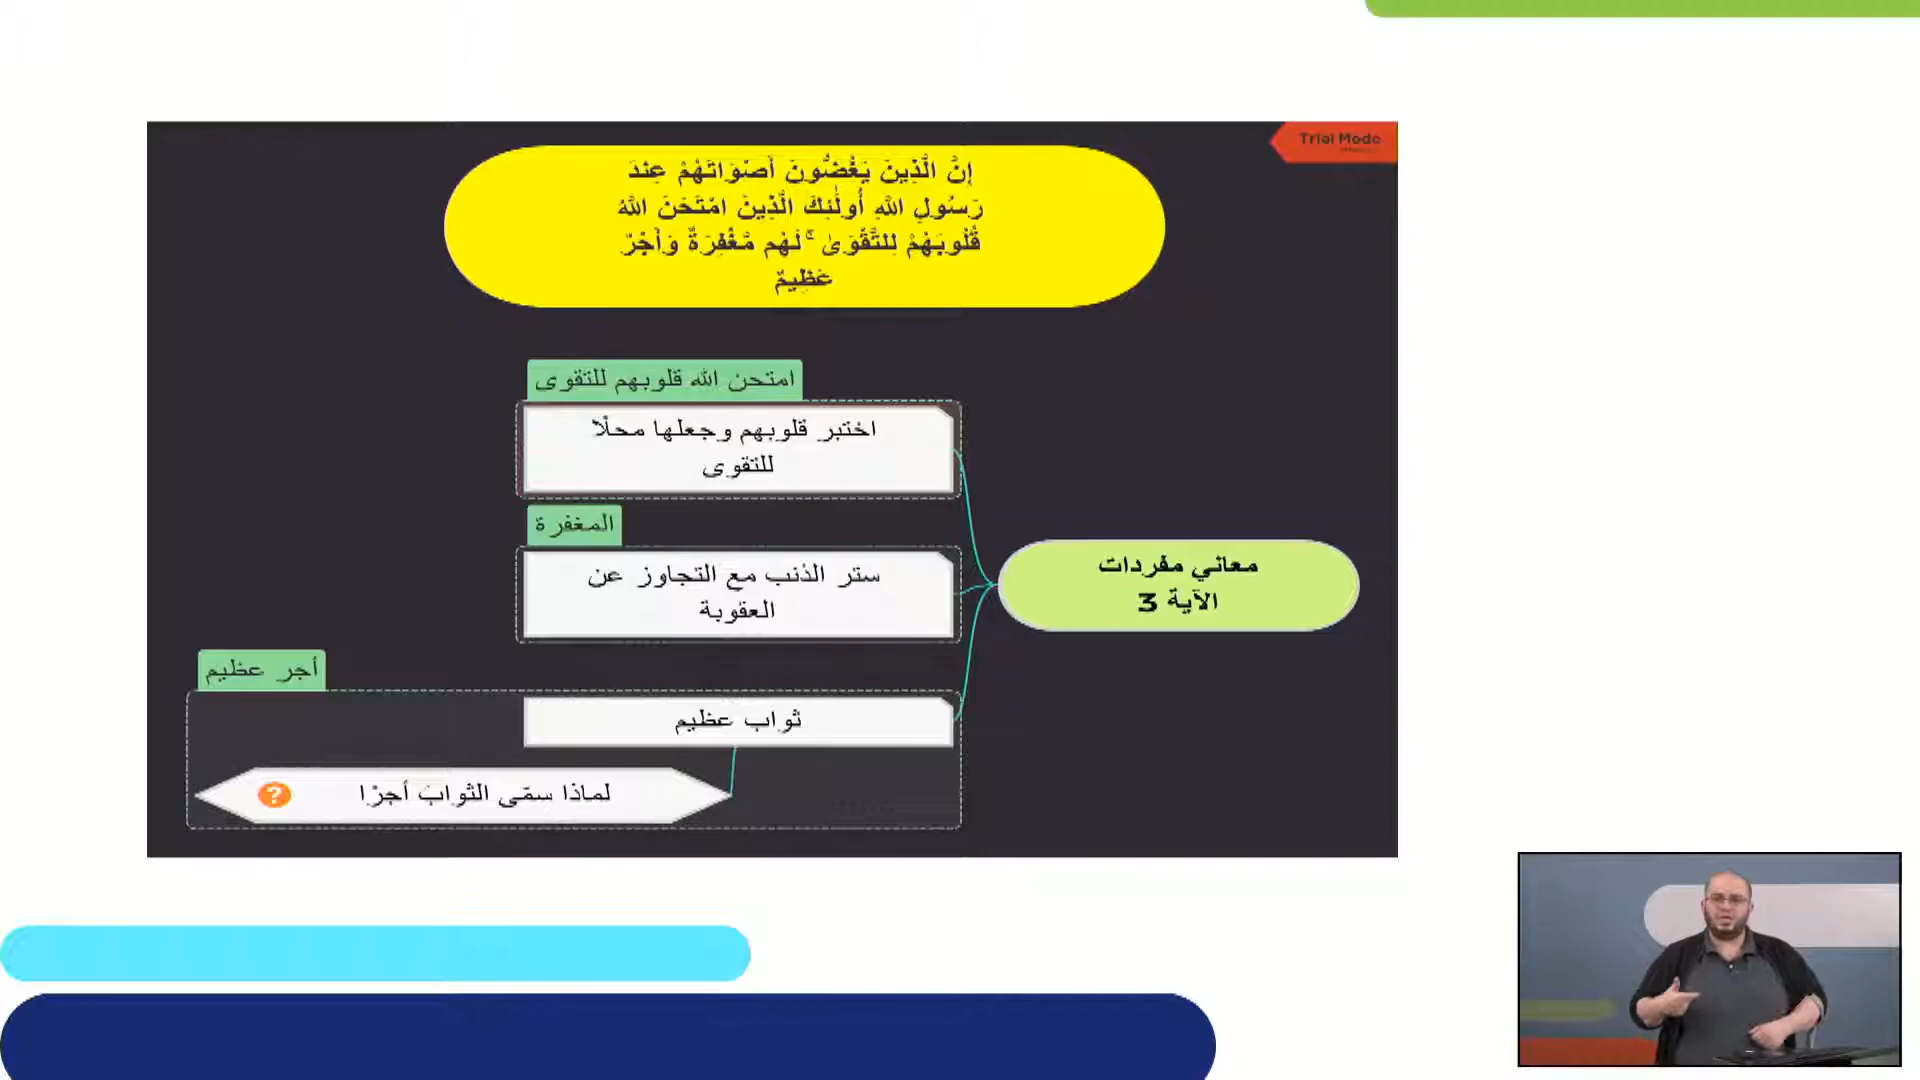 Trial Mode
إِنَّ الَّذِينَ يَغُضُّونَ أَصْوَاتَهُمْ عِندَ
رَسُولِ اللَّهِ أُولَٰئِكَ الَّذِينَ امْتَحَنَ اللَّهُ
قُلُوبَهُمْ لِلتَّقْوَىٰ ۚ لَهُم مَّغْفِرَةٌ وَأَجْرٌ
عَظِيمٌ
معاني مفردات
الآية 3
امتحن الله قلوبهم للتقوى
اختبر قلوبهم وجعلها محلًا
للتقوى
المغفرة
ستر الذنب مع التجاوز عن
العقوبة
أجر عظيم
ثواب عظيم
لماذا سمّى الثوابَ أجرًا ?